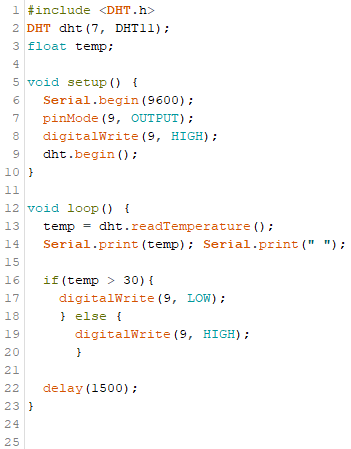 1 #include <DHT.h>
2 DHT dht(7, DHT11);
3 float temp;
4
5 void setup() {
6   Serial.begin(9600);
7   pinMode(9, OUTPUT);
8   digitalWrite(9, HIGH);
9   dht.begin();
10 }
11
12 void loop() {
13   temp = dht.readTemperature();
14   Serial.print(temp); Serial.print(" ");
15
16   if(temp > 30){
17     digitalWrite(9, LOW);
18     } else {
19       digitalWrite(9, HIGH);
20       }
21
22   delay(1500);
23 }
24
25